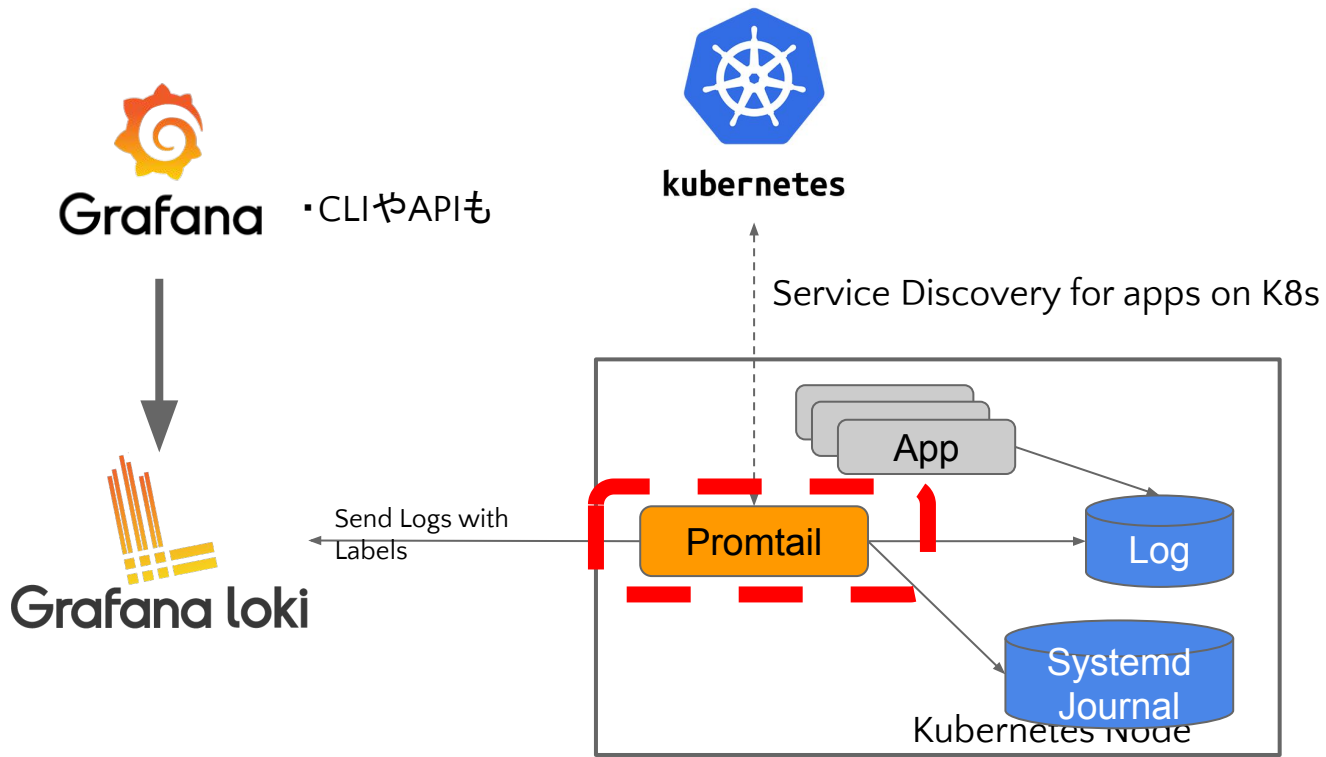 kubernetes
Grafana
・CLIやAPIも
Service Discovery for apps on K8s
App
Send Logs with
Labels
Promtail
Log
Grafana loki
Systemd
Journal
Kubernetes Node